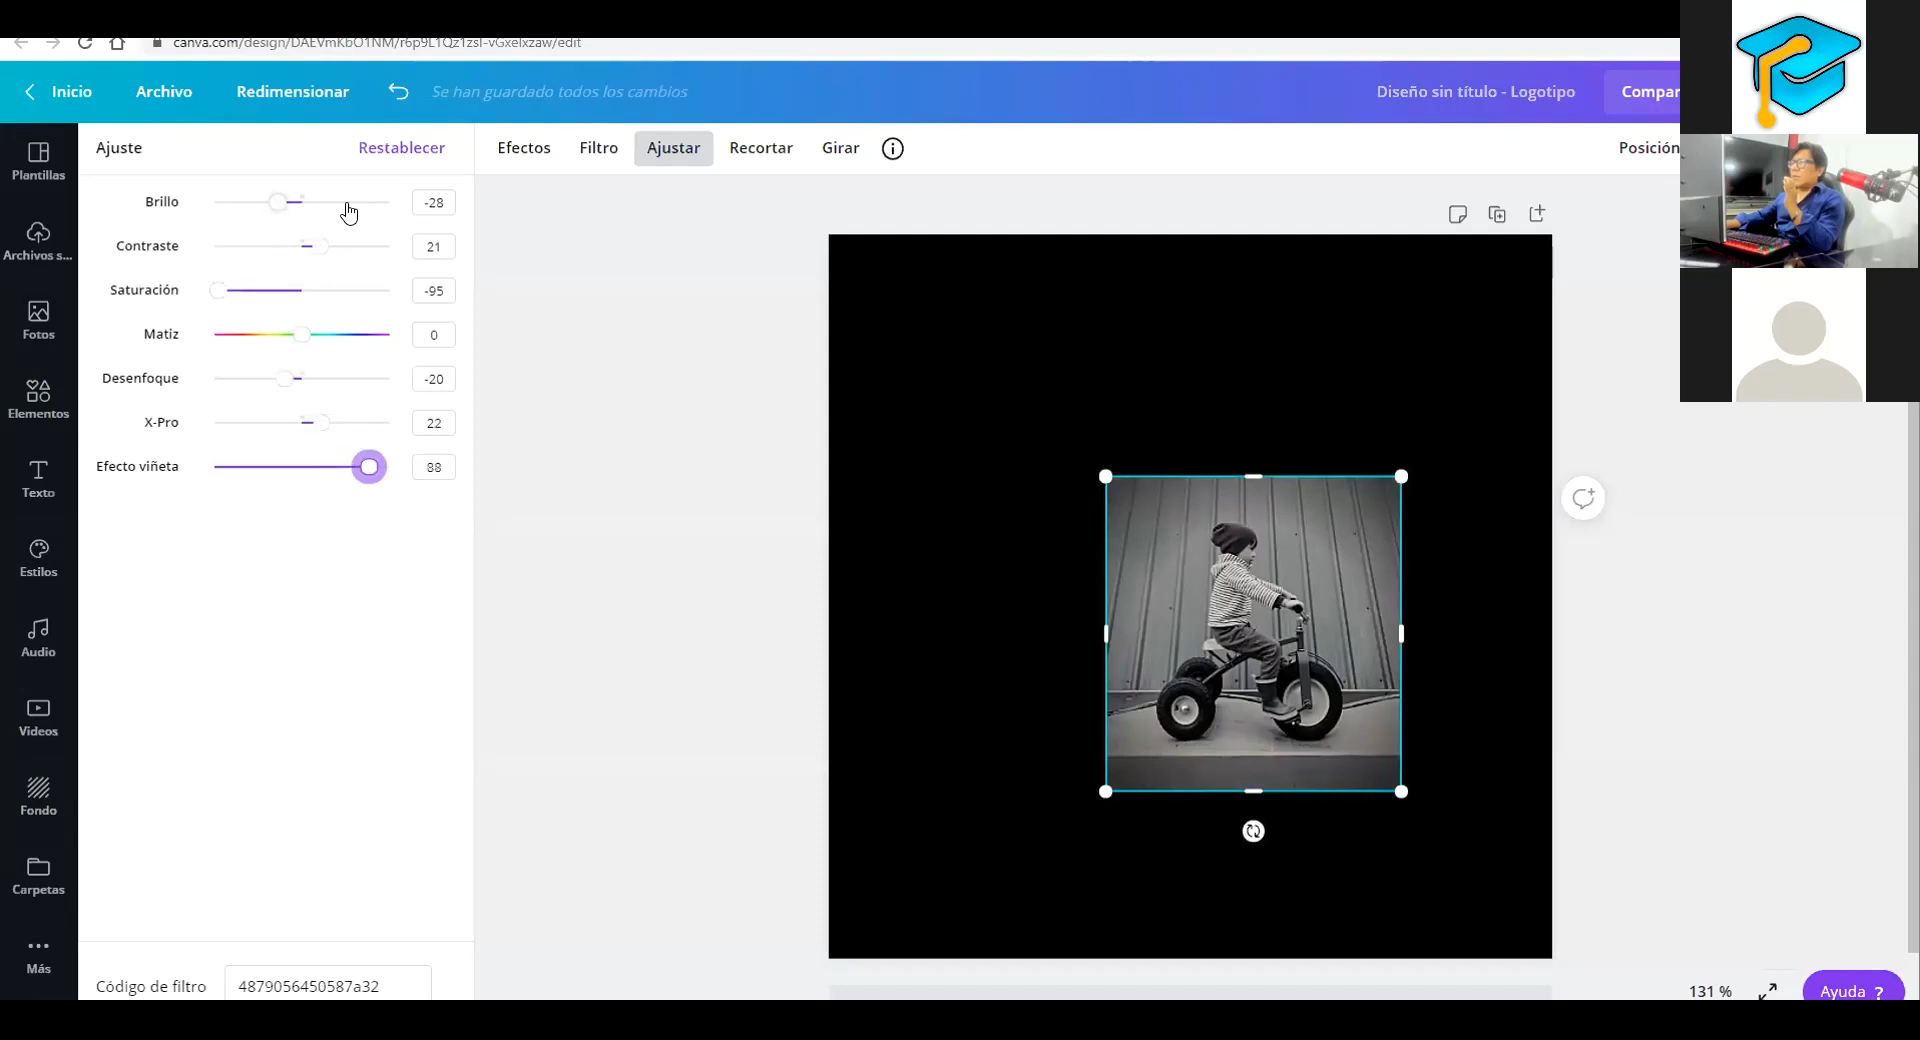 canva.com/design/DAEVmKbO1NM/r6p9L1Qz1zsI-vGxelxzaw/edit
Inicio Archivo Redimensionar Se han guardado todos los cambios Diseño sin título - Logotipo Compar
Ajuste Restablecer Efectos Filtro Ajustar Recortar Girar Posición
Plantillas
Archivos s...
Fotos
Elementos
Texto
Estilos
Audio
Videos
Fondo
Carpetas
Más
Brillo -28
Contraste 21
Saturación -95
Matiz 0
Desenfoque -20
X-Pro 22
Efecto viñeta 88
Código de filtro 4879056450587a32
131 % Ayuda ?